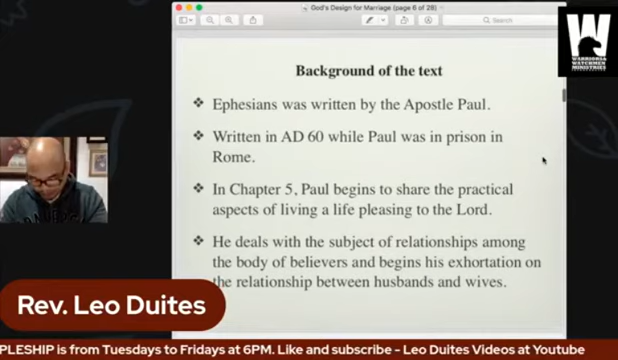 God's Design for Marriage (page 6 of 28)
Search
WARRIORS &
WATCHMEN
MINISTRIES
Background of the text
❖ Ephesians was written by the Apostle Paul.
❖ Written in AD 60 while Paul was in prison in
Rome.
❖ In Chapter 5, Paul begins to share the practical
aspects of living a life pleasing to the Lord.
❖ He deals with the subject of relationships among
the body of believers and begins his exhortation on
the relationship between husbands and wives.
Rev. Leo Duites
PLESHIP is from Tuesdays to Fridays at 6PM. Like and subscribe - Leo Duites Videos at Youtube